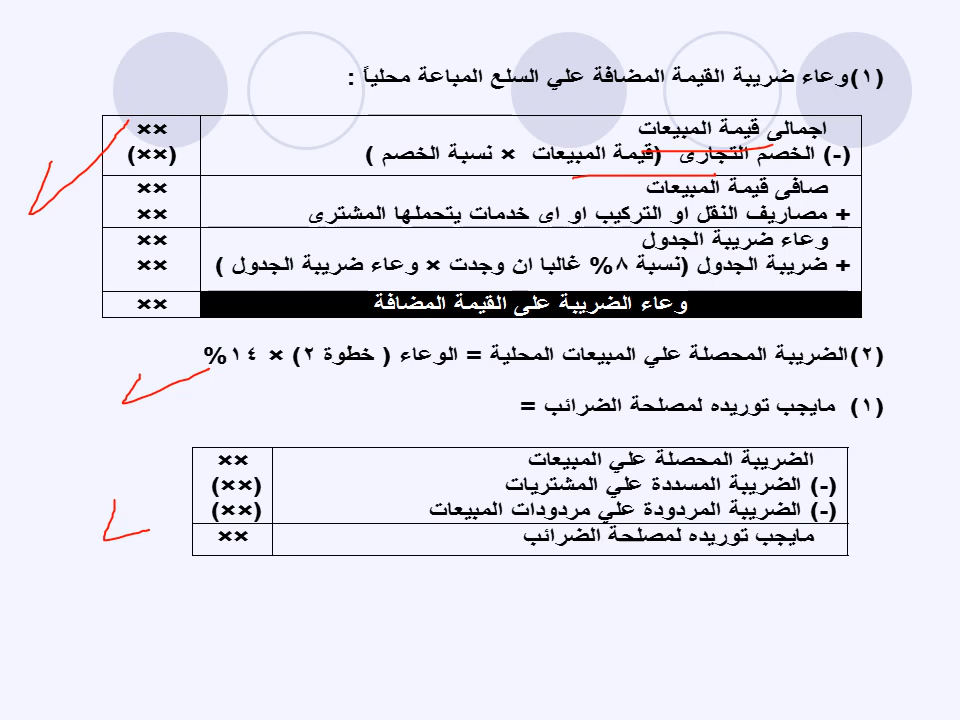 (١)وعاء ضريبة القيمة المضافة علي السلع المباعة محلياً :
اجمالى قيمة المبيعات ××
(-) الخصم التجارى (قيمة المبيعات × نسبة الخصم ) (××)
صافى قيمة المبيعات ××
+ مصاريف النقل او التركيب او اى خدمات يتحملها المشترى ××
وعاء ضريبة الجدول ××
+ ضريبة الجدول (نسبة ٨% غالبا ان وجدت × وعاء ضريبة الجدول ) ××
وعاء الضريبة على القيمة المضافة ××
(٢)الضريبة المحصلة علي المبيعات المحلية = الوعاء ( خطوة ٢) × ١٤%
(١) مايجب توريده لمصلحة الضرائب =
الضريبة المحصلة علي المبيعات ××
(-) الضريبة المسددة علي المشتريات (××)
(-) الضريبة المردودة علي مردودات المبيعات (××)
مايجب توريده لمصلحة الضرائب ××